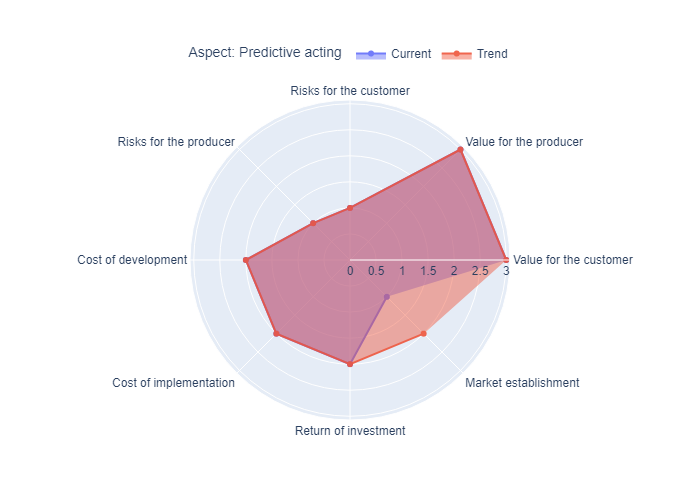 Aspect: Predictive acting Current Trend
Risks for the customer
Risks for the producer Value for the producer
Cost of development Value for the customer
0 0.5 1 1.5 2 2.5 3
Cost of implementation Market establishment
Return of investment